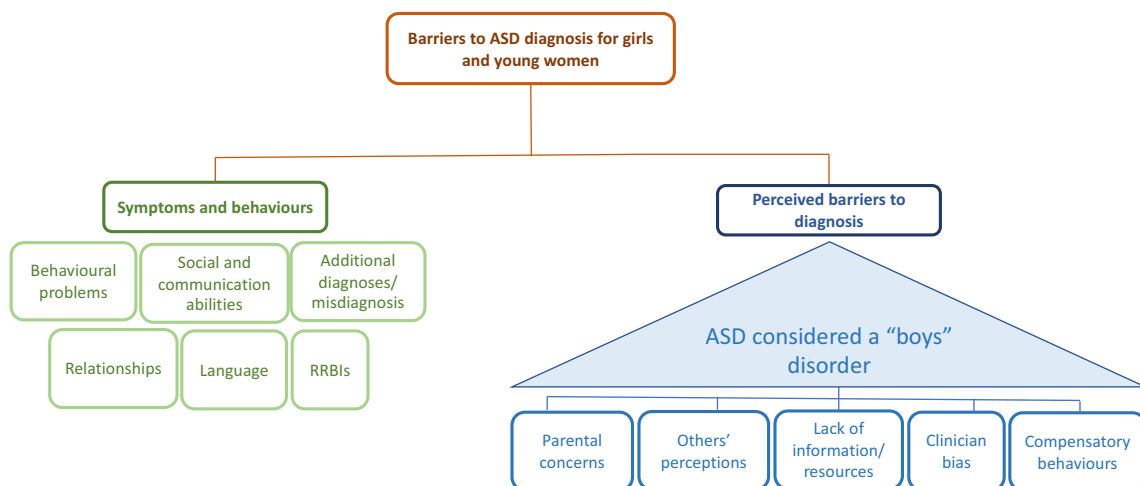 Barriers to ASD diagnosis for girls
and young women
Symptoms and behaviours
Behavioural
problems
Social and
communication
abilities
Additional
diagnoses/
misdiagnosis
Relationships
Language
RRBIs
Perceived barriers to
diagnosis
ASD considered a “boys”
disorder
Parental
concerns
Others’
perceptions
Lack of
information/
resources
Clinician
bias
Compensatory
behaviours